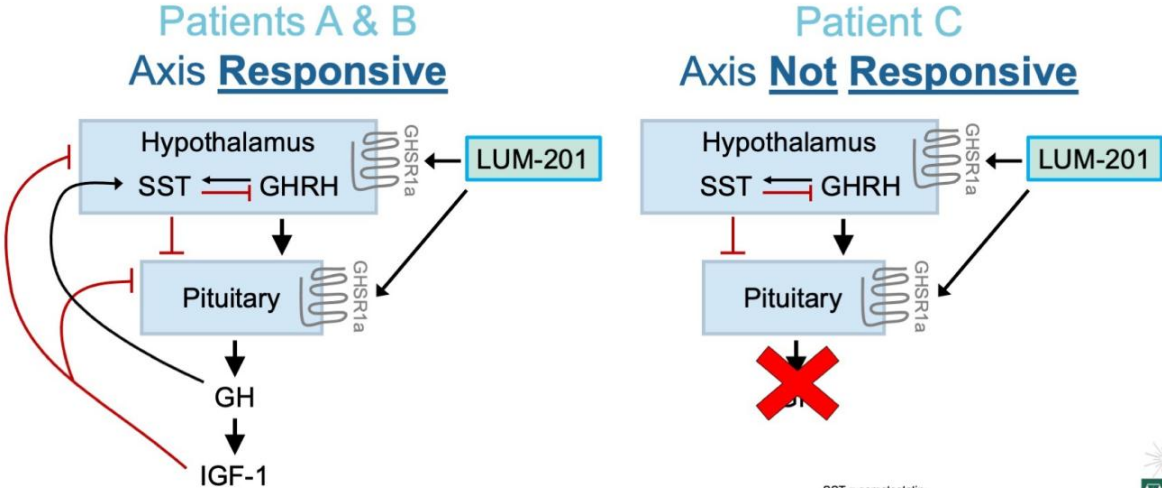 Patients A & B
Axis Responsive
Hypothalamus
SST
GHRH
GHSR1a
LUM-201
Pituitary
GHSR1a
GH
IGF-1
Patient C
Axis Not Responsive
Hypothalamus
SST
GHRH
GHSR1a
LUM-201
Pituitary
GHSR1a